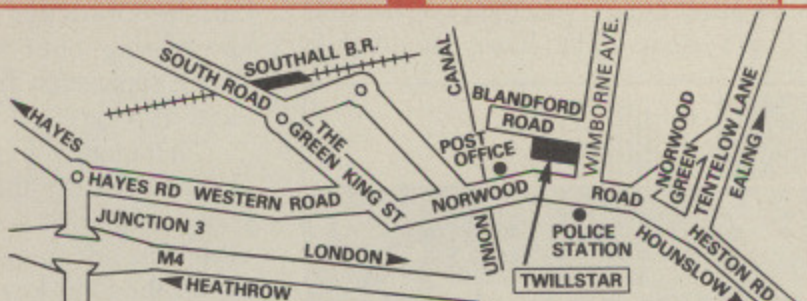 SOUTHALL B.R.
SOUTH ROAD
CANAL
BLANDFORD
ROAD
WIMBORNE AVE.
HAYES
THE
GREEN
KING ST
POST
OFFICE
NORWOOD
GREEN
TENTELOW LANE
EALING
HAYES RD
WESTERN ROAD
NORWOOD
ROAD
JUNCTION 3
UNION
POLICE
STATION
HESTON RD
HOUNSLOW
M4
LONDON
HEATHROW
TWILLSTAR